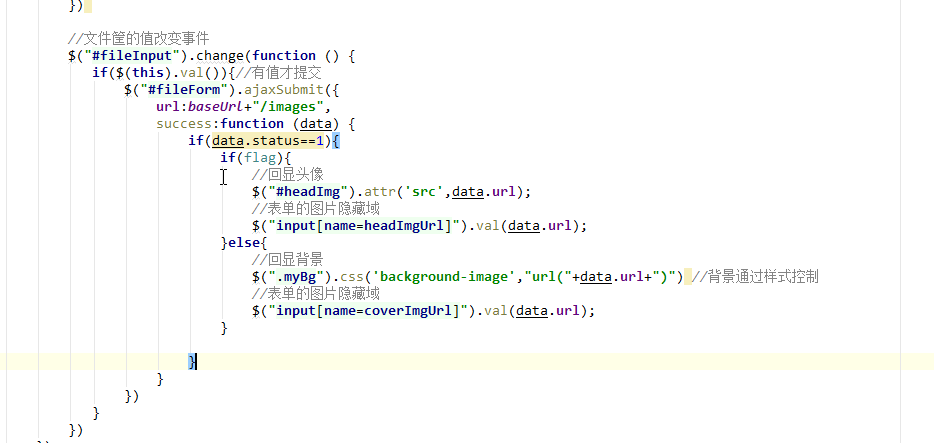 })
//文件筐的值改变事件
$("#fileInput").change(function () {
if($(this).val()){//有值才提交
$("#fileForm").ajaxSubmit({
url:baseUrl+"/images",
success:function (data) {
if(data.status==1){
if(flag){
//回显头像
$("#headImg").attr('src',data.url);
//表单的图片隐藏域
$("input[name=headImgUrl]").val(data.url);
}else{
//回显背景
$(".myBg").css('background-image',"url("+data.url+")") //背景通过样式控制
//表单的图片隐藏域
$("input[name=coverImgUrl]").val(data.url);
}
}
}
})
}
})